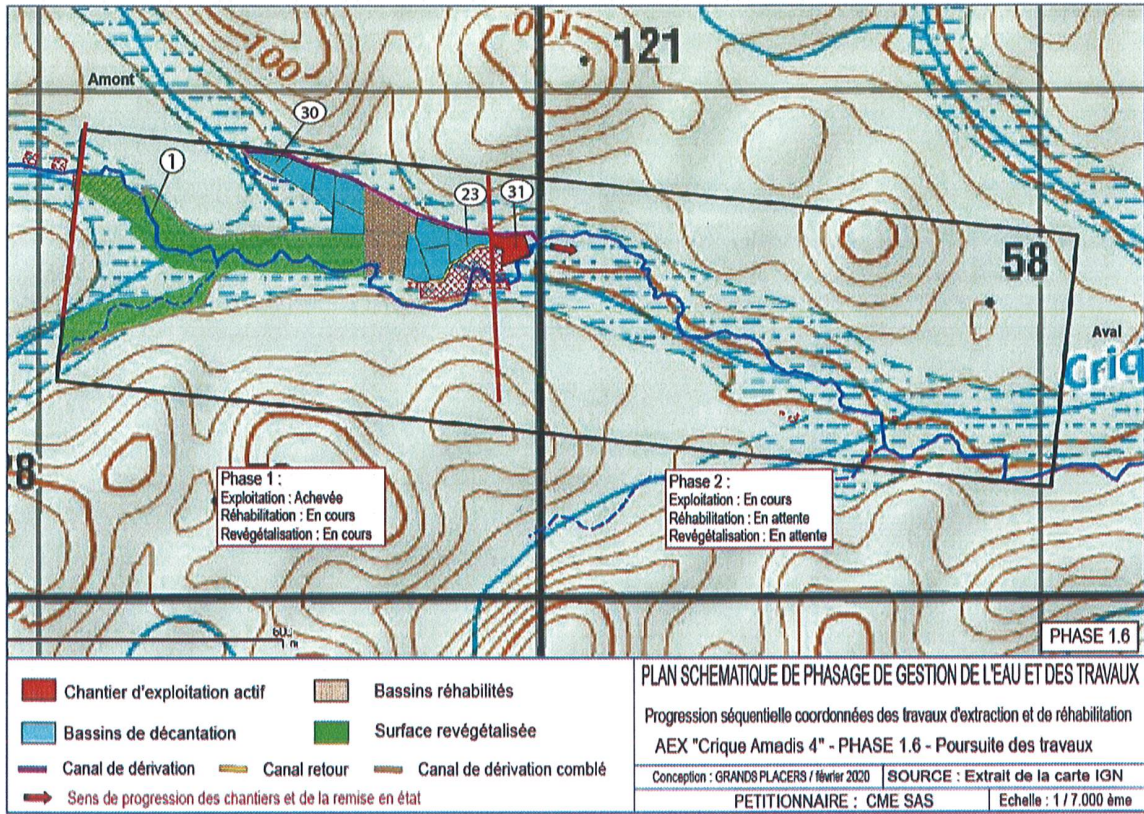 100
001
121
Amont
30
1
23
31
58
Aval
Criq
Phase 1 :
Exploitation : Achevée
Réhabilitation : En cours
Revégétalisation : En cours
Phase 2 :
Exploitation : En cours
Réhabilitation : En attente
Revégétalisation : En attente
PHASE 1.6
Chantier d'exploitation actif
Bassins réhabilités
Bassins de décantation
Surface revégétalisée
Canal de dérivation
Canal retour
Canal de dérivation comblé
Sens de progression des chantiers et de la remise en état
PLAN SCHEMATIQUE DE PHASAGE DE GESTION DE L'EAU ET DES TRAVAUX
Progression séquentielle coordonnées des travaux d'extraction et de réhabilitation
AEX "Crique Amadis 4" - PHASE 1.6 - Poursuite des travaux
Conception : GRANDS PLACERS / février 2020
SOURCE : Extrait de la carte IGN
PETITIONNAIRE : CME SAS
Echelle : 1 / 7.000 ème